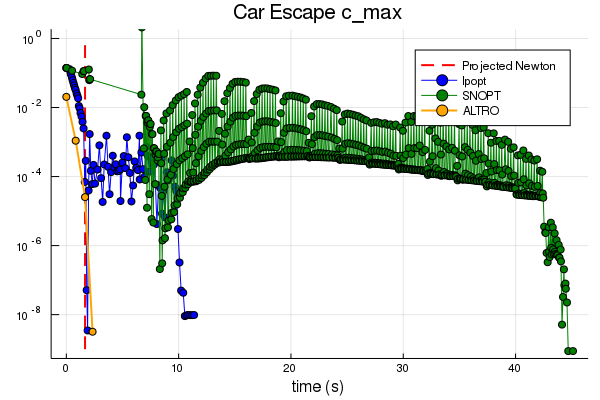 Car Escape c_max
10^0
10^-2
10^-4
10^-6
10^-8
Projected Newton
Ipopt
SNOPT
ALTRO
0 10 20 30 40
time (s)